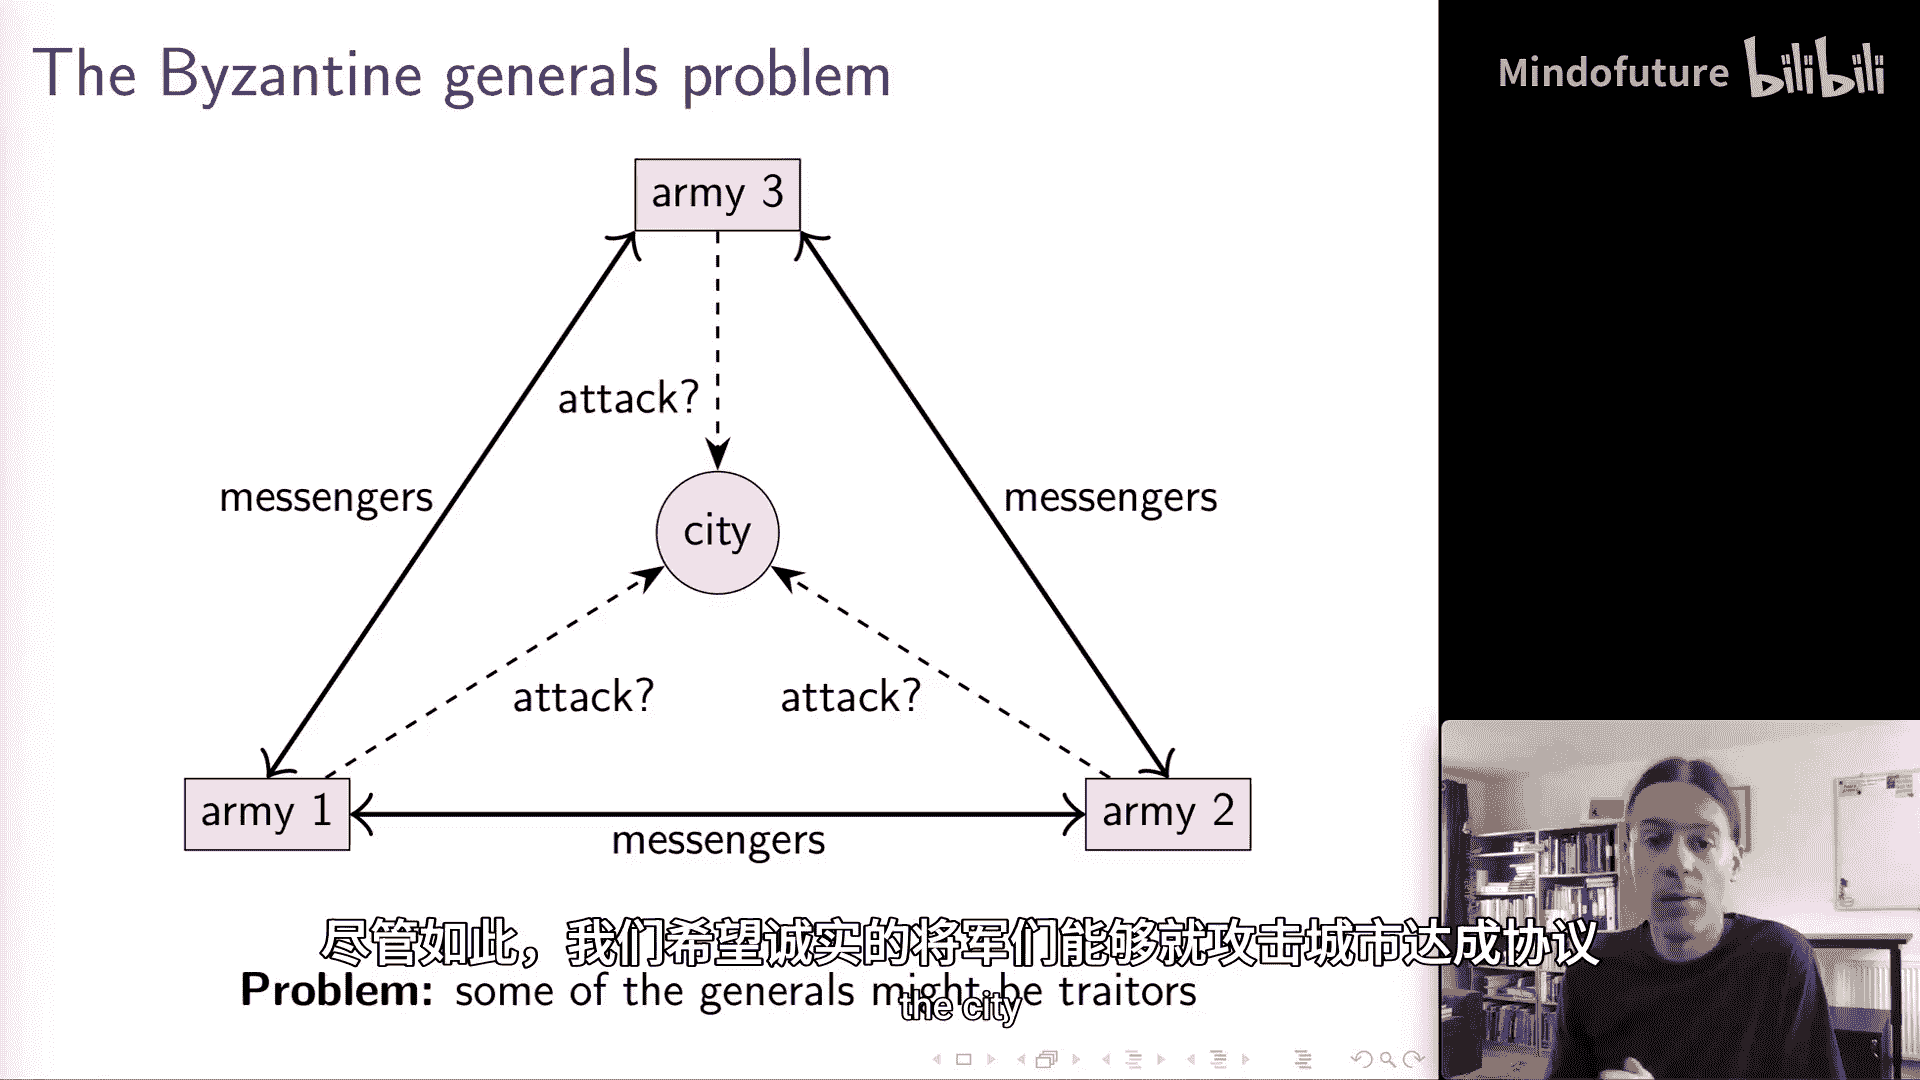 The Byzantine generals problem
Mindofuture bilibili
army 3
attack?
messengers
messengers
city
attack?
attack?
army 1
army 2
messengers
尽管如此，我们希望诚实的将军们能够就攻击城市达成协议
Problem: some of the generals might be traitors
the city